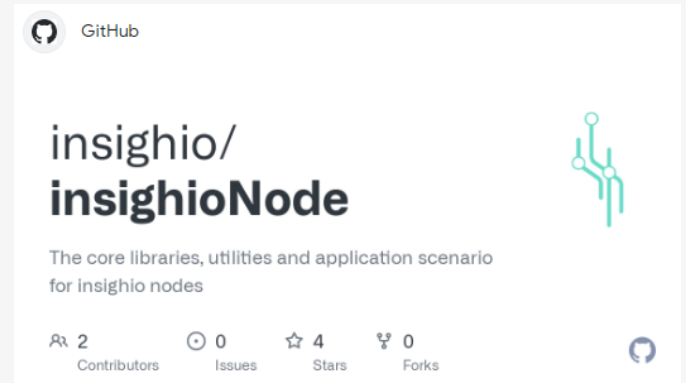 GitHub
insighio/
insighioNode
The core libraries, utilities and application scenario
for insighio nodes
2 0 4 0
Contributors Issues Stars Forks